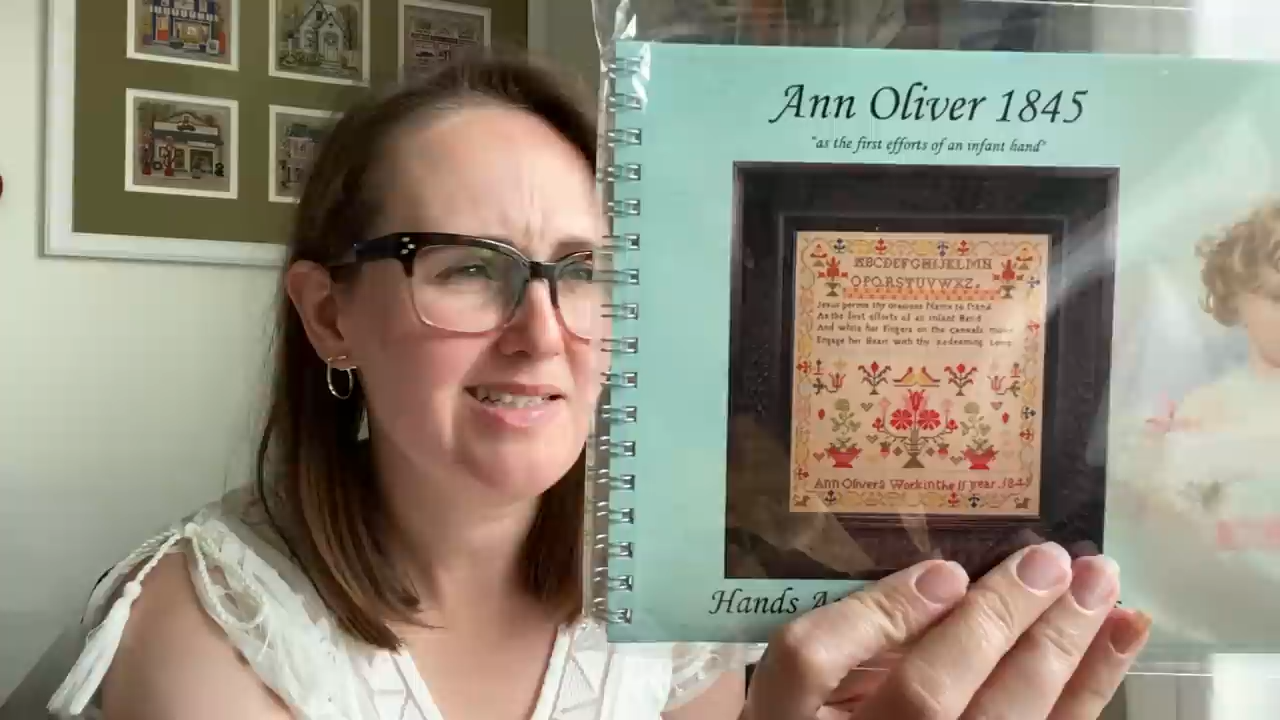 Ann Oliver 1845
"as the first efforts of an infant hand"
ABCDEFGHIJKLMN
OPQRSTUVWXZ.
Jesus permit thy Gracious Name to stand
As the first efforts of an infant Hand
And while her Fingers on the canvass move
Engage her Heart with thy Redeeming Love
Ann Olivers Work in the 11 year. 1845
Hands